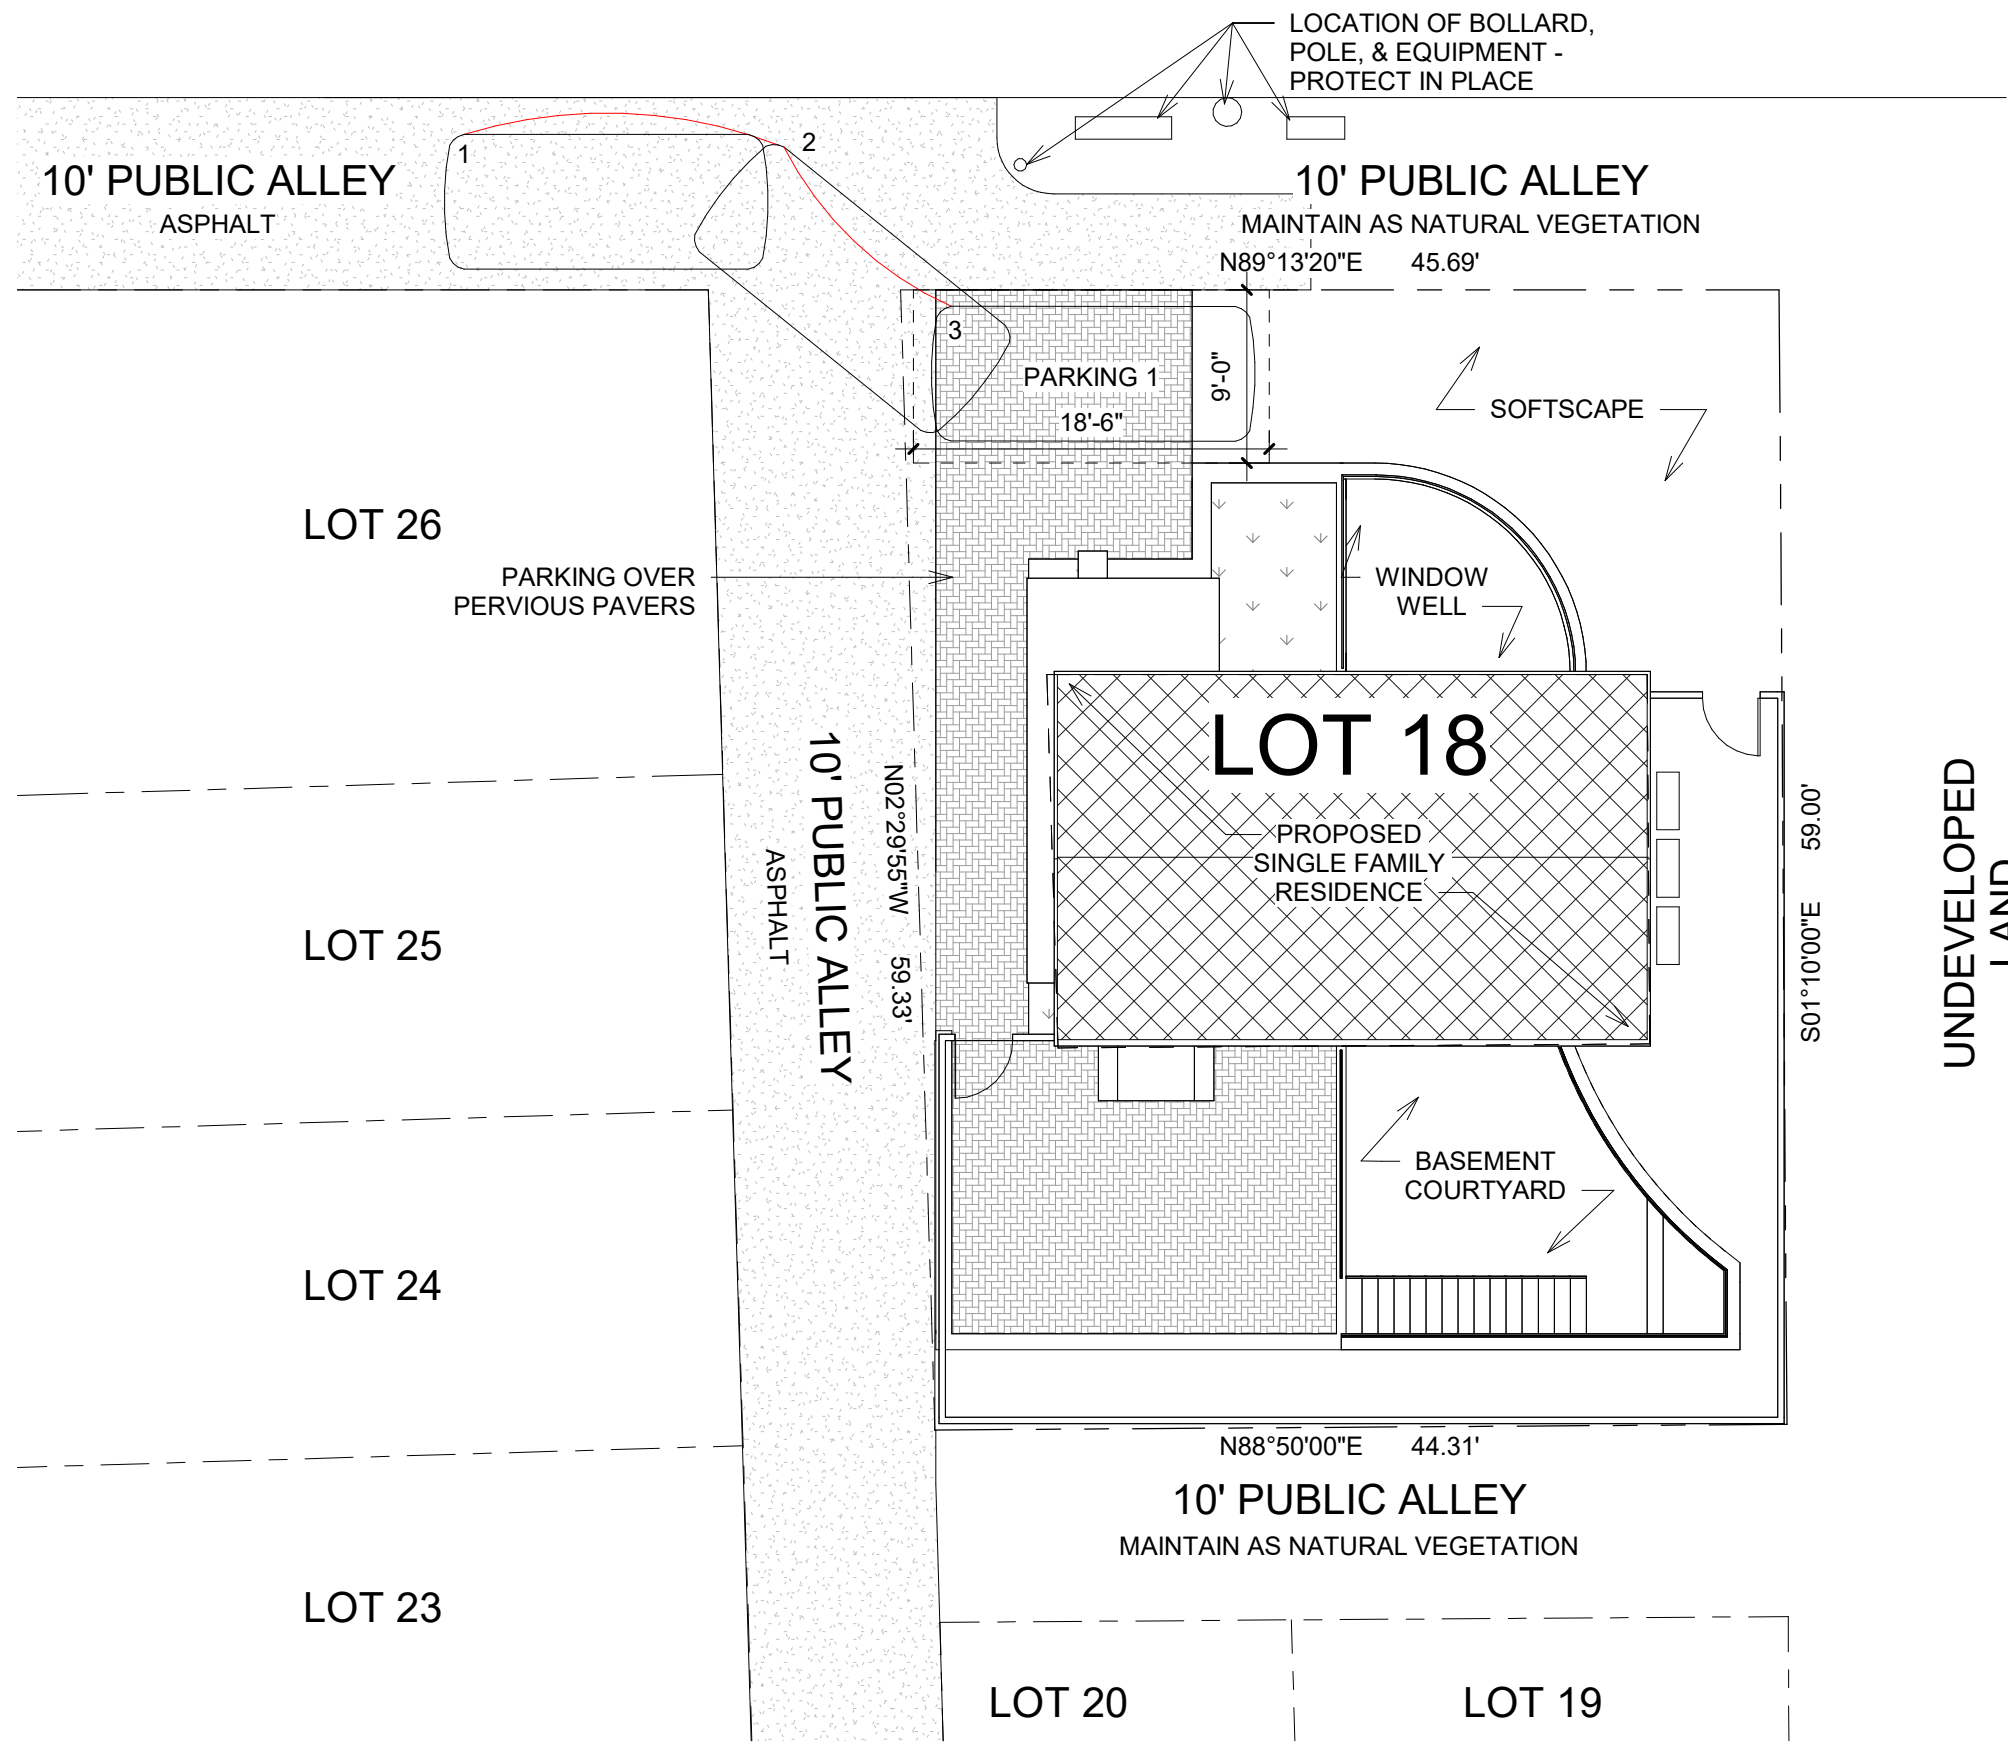 LOCATION OF BOLLARD,
POLE, & EQUIPMENT -
PROTECT IN PLACE
1
2
10' PUBLIC ALLEY
ASPHALT
10' PUBLIC ALLEY
MAINTAIN AS NATURAL VEGETATION
N89°13'20"E 45.69'
3
PARKING 1
18'-6"
9'-0"
SOFTSCAPE
LOT 26
PARKING OVER
PERVIOUS PAVERS
WINDOW
WELL
LOT 18
10' PUBLIC ALLEY
ASPHALT
N02°29'55"W 59.33'
PROPOSED
SINGLE FAMILY
RESIDENCE
S01°10'00"E 59.00'
UNDEVELOPED
LAND
LOT 25
BASEMENT
COURTYARD
LOT 24
N88°50'00"E 44.31'
10' PUBLIC ALLEY
MAINTAIN AS NATURAL VEGETATION
LOT 23
LOT 20
LOT 19